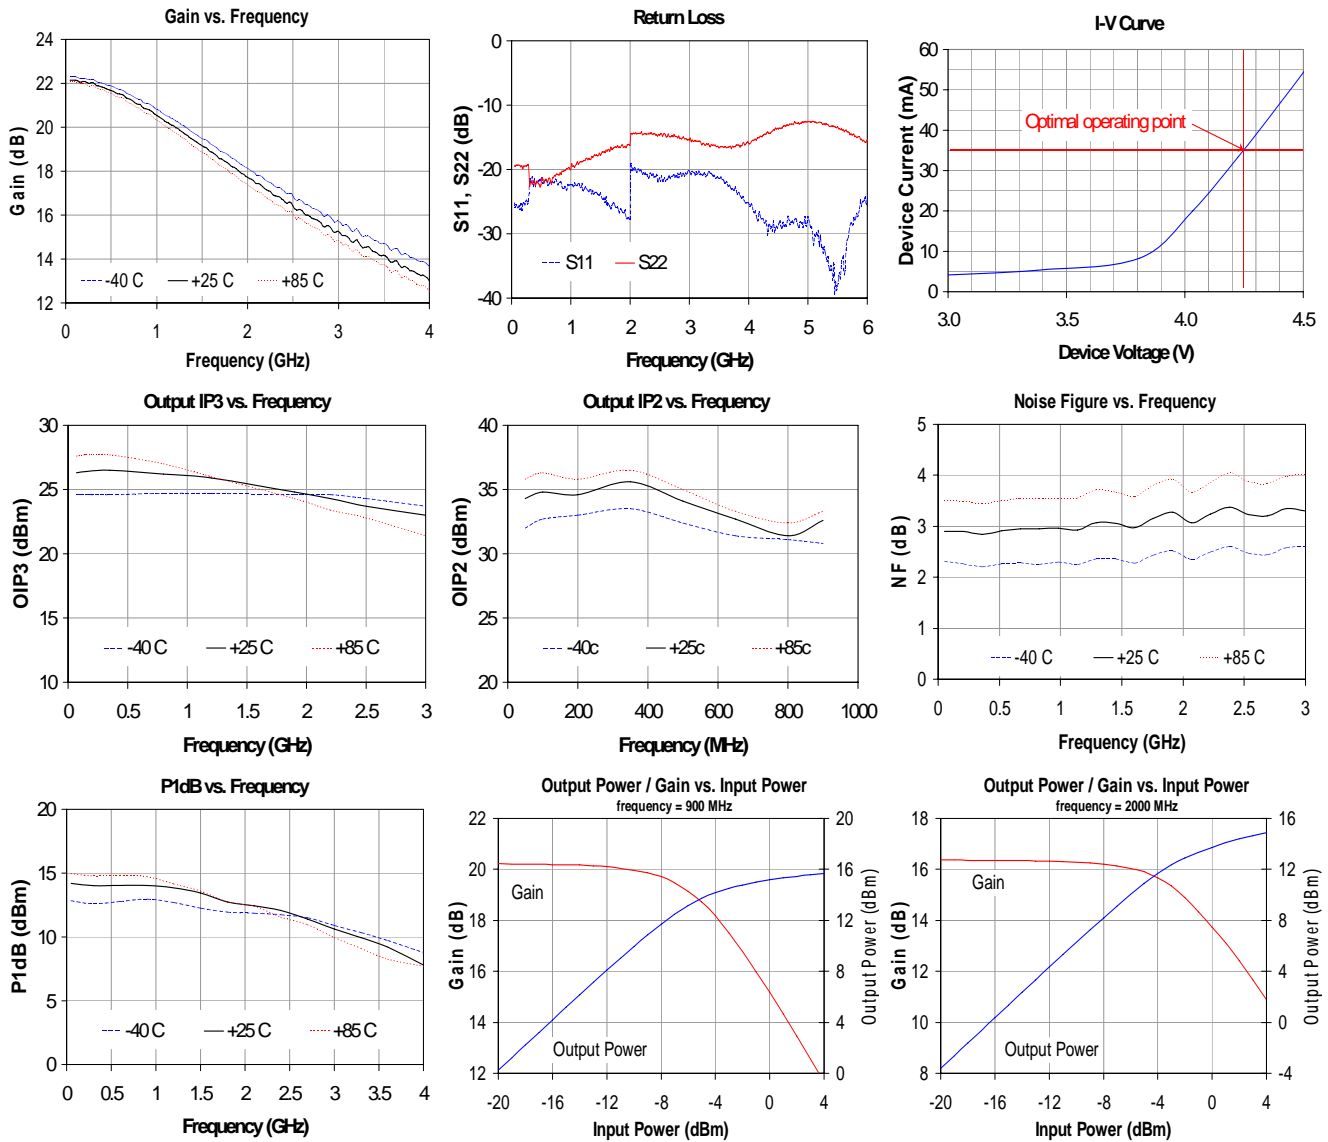 Gain vs. Frequency
24
22
20
18
16
14
12
Gain (dB)
-40 C
+25 C
+85 C
0
1
2
3
4
Frequency (GHz)
Return Loss
0
-10
-20
-30
-40
S11, S22 (dB)
S11
S22
0
1
2
3
4
5
6
Frequency (GHz)
I-V Curve
60
50
40
30
20
10
0
Device Current (mA)
Optimal operating point
3.0
3.5
4.0
4.5
Device Voltage (V)
Output IP3 vs. Frequency
30
25
20
15
10
OIP3 (dBm)
-40 C
+25 C
+85 C
0
0.5
1
1.5
2
2.5
3
Frequency (GHz)
Output IP2 vs. Frequency
40
35
30
25
20
OIP2 (dBm)
-40c
+25c
+85c
0
200
400
600
800
1000
Frequency (MHz)
Noise Figure vs. Frequency
5
4
3
2
1
0
NF (dB)
-40 C
+25 C
+85 C
0
0.5
1
1.5
2
2.5
3
Frequency (GHz)
P1dB vs. Frequency
20
15
10
5
0
P1dB (dBm)
-40 C
+25 C
+85 C
0
0.5
1
1.5
2
2.5
3
3.5
4
Frequency (GHz)
Output Power / Gain vs. Input Power
frequency = 900 MHz
22
20
18
16
14
12
Gain (dB)
Gain
Output Power
20
16
12
8
4
0
Output Power (dBm)
-20
-16
-12
-8
-4
0
4
Input Power (dBm)
Output Power / Gain vs. Input Power
frequency = 2000 MHz
18
16
14
12
10
8
Gain (dB)
Gain
Output Power
16
12
8
4
0
-4
Output Power (dBm)
-20
-16
-12
-8
-4
0
4
Input Power (dBm)